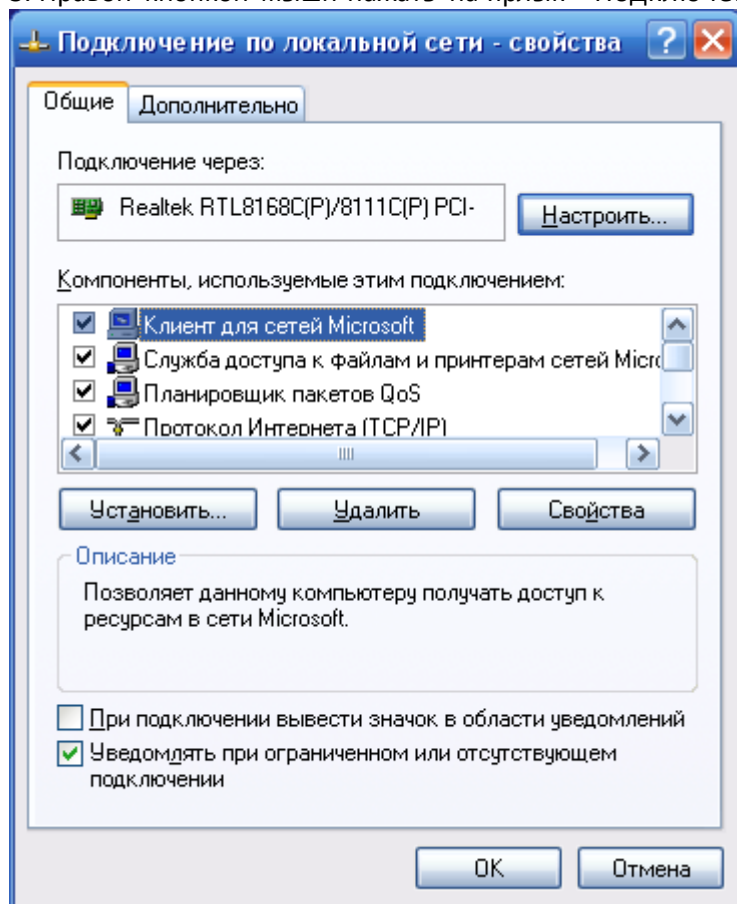 Подключение по локальной сети - свойства
Общие Дополнительно
Подключение через:
Realtek RTL8168C(P)/8111C(P) PCI-
Настроить...
Компоненты, используемые этим подключением:
Клиент для сетей Microsoft
Служба доступа к файлам и принтерам сетей Micro
Планировщик пакетов QoS
Протокол Интернета (TCP/IP)
Установить... Удалить Свойства
Описание
Позволяет данному компьютеру получать доступ к
ресурсам в сети Microsoft.
При подключении вывести значок в области уведомлений
Уведомлять при ограниченном или отсутствующем
подключении
OK Отмена